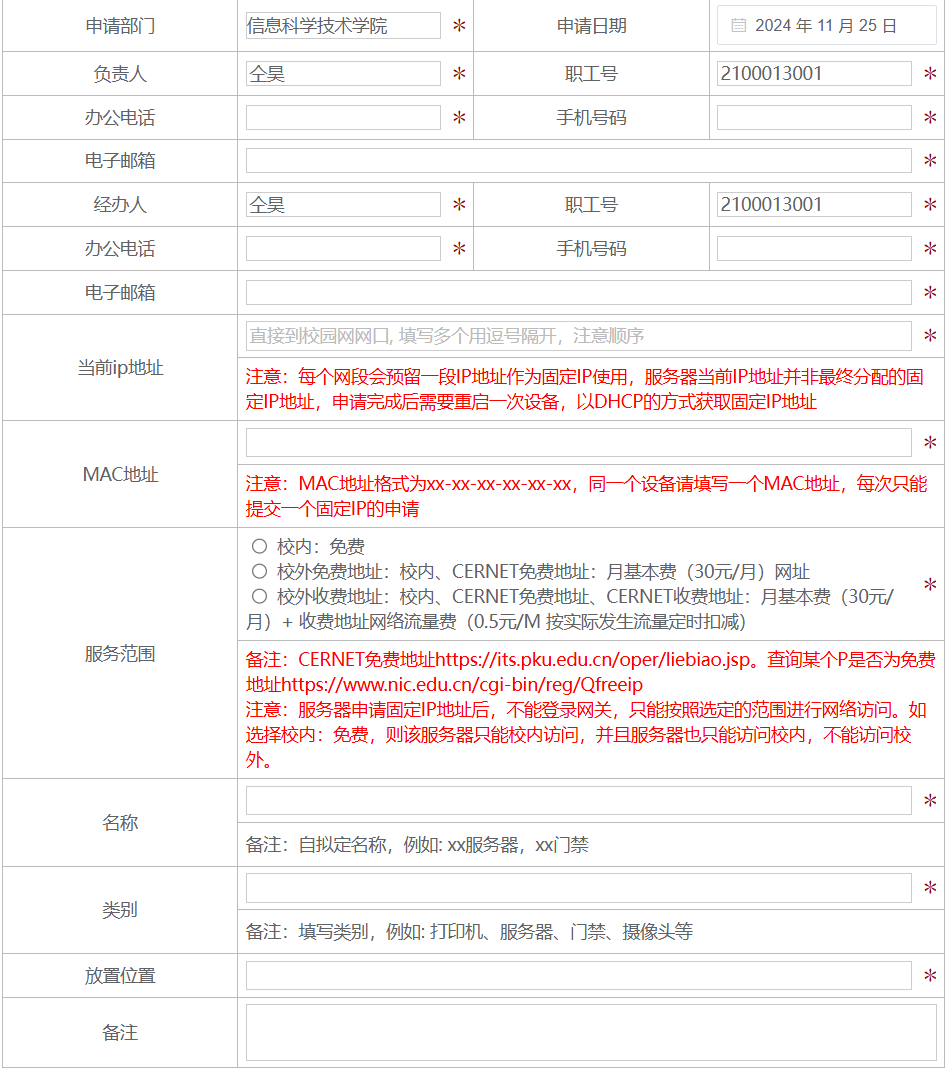 申请部门 信息科学技术学院 * 申请日期 2024 年 11 月 25 日
负责人 仝昊 * 职工号 2100013001 *
办公电话 * 手机号码 *
电子邮箱 *
经办人 仝昊 * 职工号 2100013001 *
办公电话 * 手机号码 *
电子邮箱 *
当前ip地址
直接到校园网网口, 填写多个用逗号隔开，注意顺序 *
注意：每个网段会预留一段IP地址作为固定IP使用，服务器当前IP地址并非最终分配的固
定IP地址，申请完成后需要重启一次设备，以DHCP的方式获取固定IP地址
MAC地址
*
注意：MAC地址格式为xx-xx-xx-xx-xx-xx，同一个设备请填写一个MAC地址，每次只能
提交一个固定IP的申请
服务范围
校内：免费
校外免费地址：校内、CERNET免费地址：月基本费（30元/月）网址
*
校外收费地址：校内、CERNET免费地址、CERNET收费地址：月基本费（30元/
月）+ 收费地址网络流量费（0.5元/M 按实际发生流量定时扣减）
备注：CERNET免费地址https://its.pku.edu.cn/oper/liebiao.jsp。查询某个P是否为免费
地址https://www.nic.edu.cn/cgi-bin/reg/Qfreeip
注意：服务器申请固定IP地址后，不能登录网关，只能按照选定的范围进行网络访问。如
选择校内：免费，则该服务器只能校内访问，并且服务器也只能访问校内，不能访问校
外。
名称
*
备注：自拟定名称，例如: xx服务器，xx门禁
类别
*
备注：填写类别，例如: 打印机、服务器、门禁、摄像头等
放置位置 *
备注